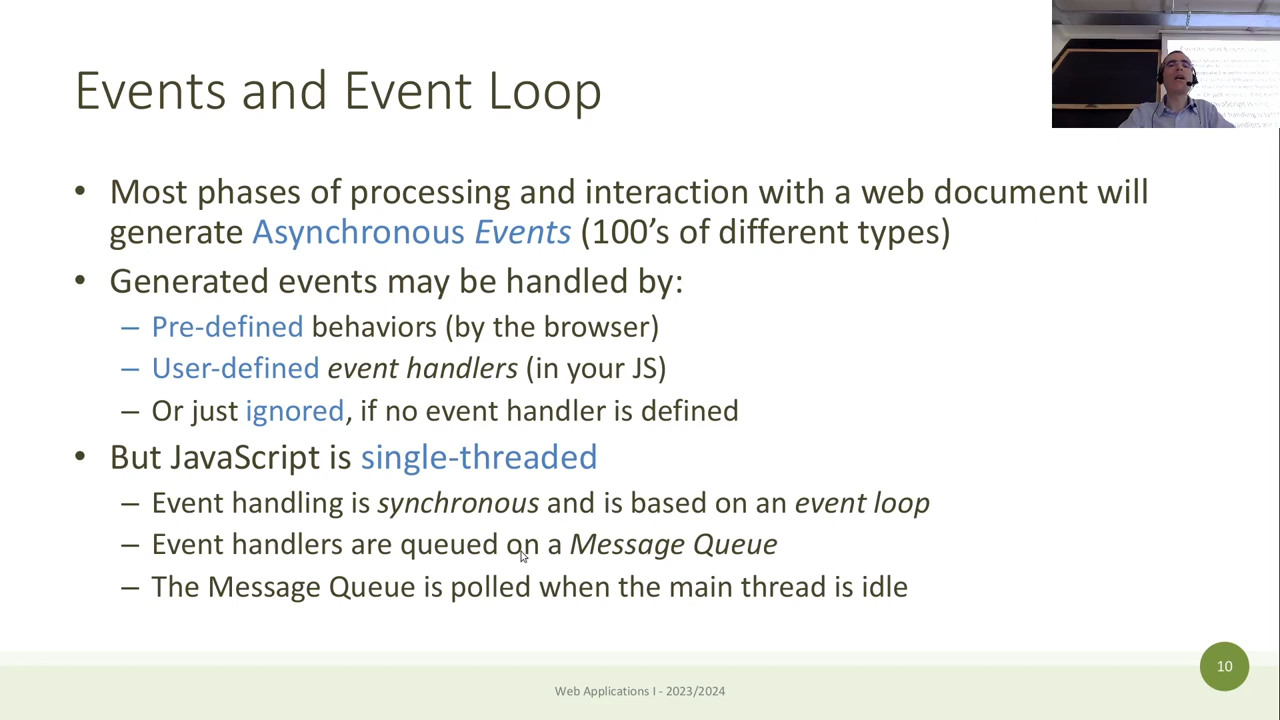 Events and Event Loop
• Most phases of processing and interaction with a web document will
generate Asynchronous Events (100’s of different types)
• Generated events may be handled by:
– Pre-defined behaviors (by the browser)
– User-defined event handlers (in your JS)
– Or just ignored, if no event handler is defined
• But JavaScript is single-threaded
– Event handling is synchronous and is based on an event loop
– Event handlers are queued on a Message Queue
– The Message Queue is polled when the main thread is idle
10
Web Applications I - 2023/2024